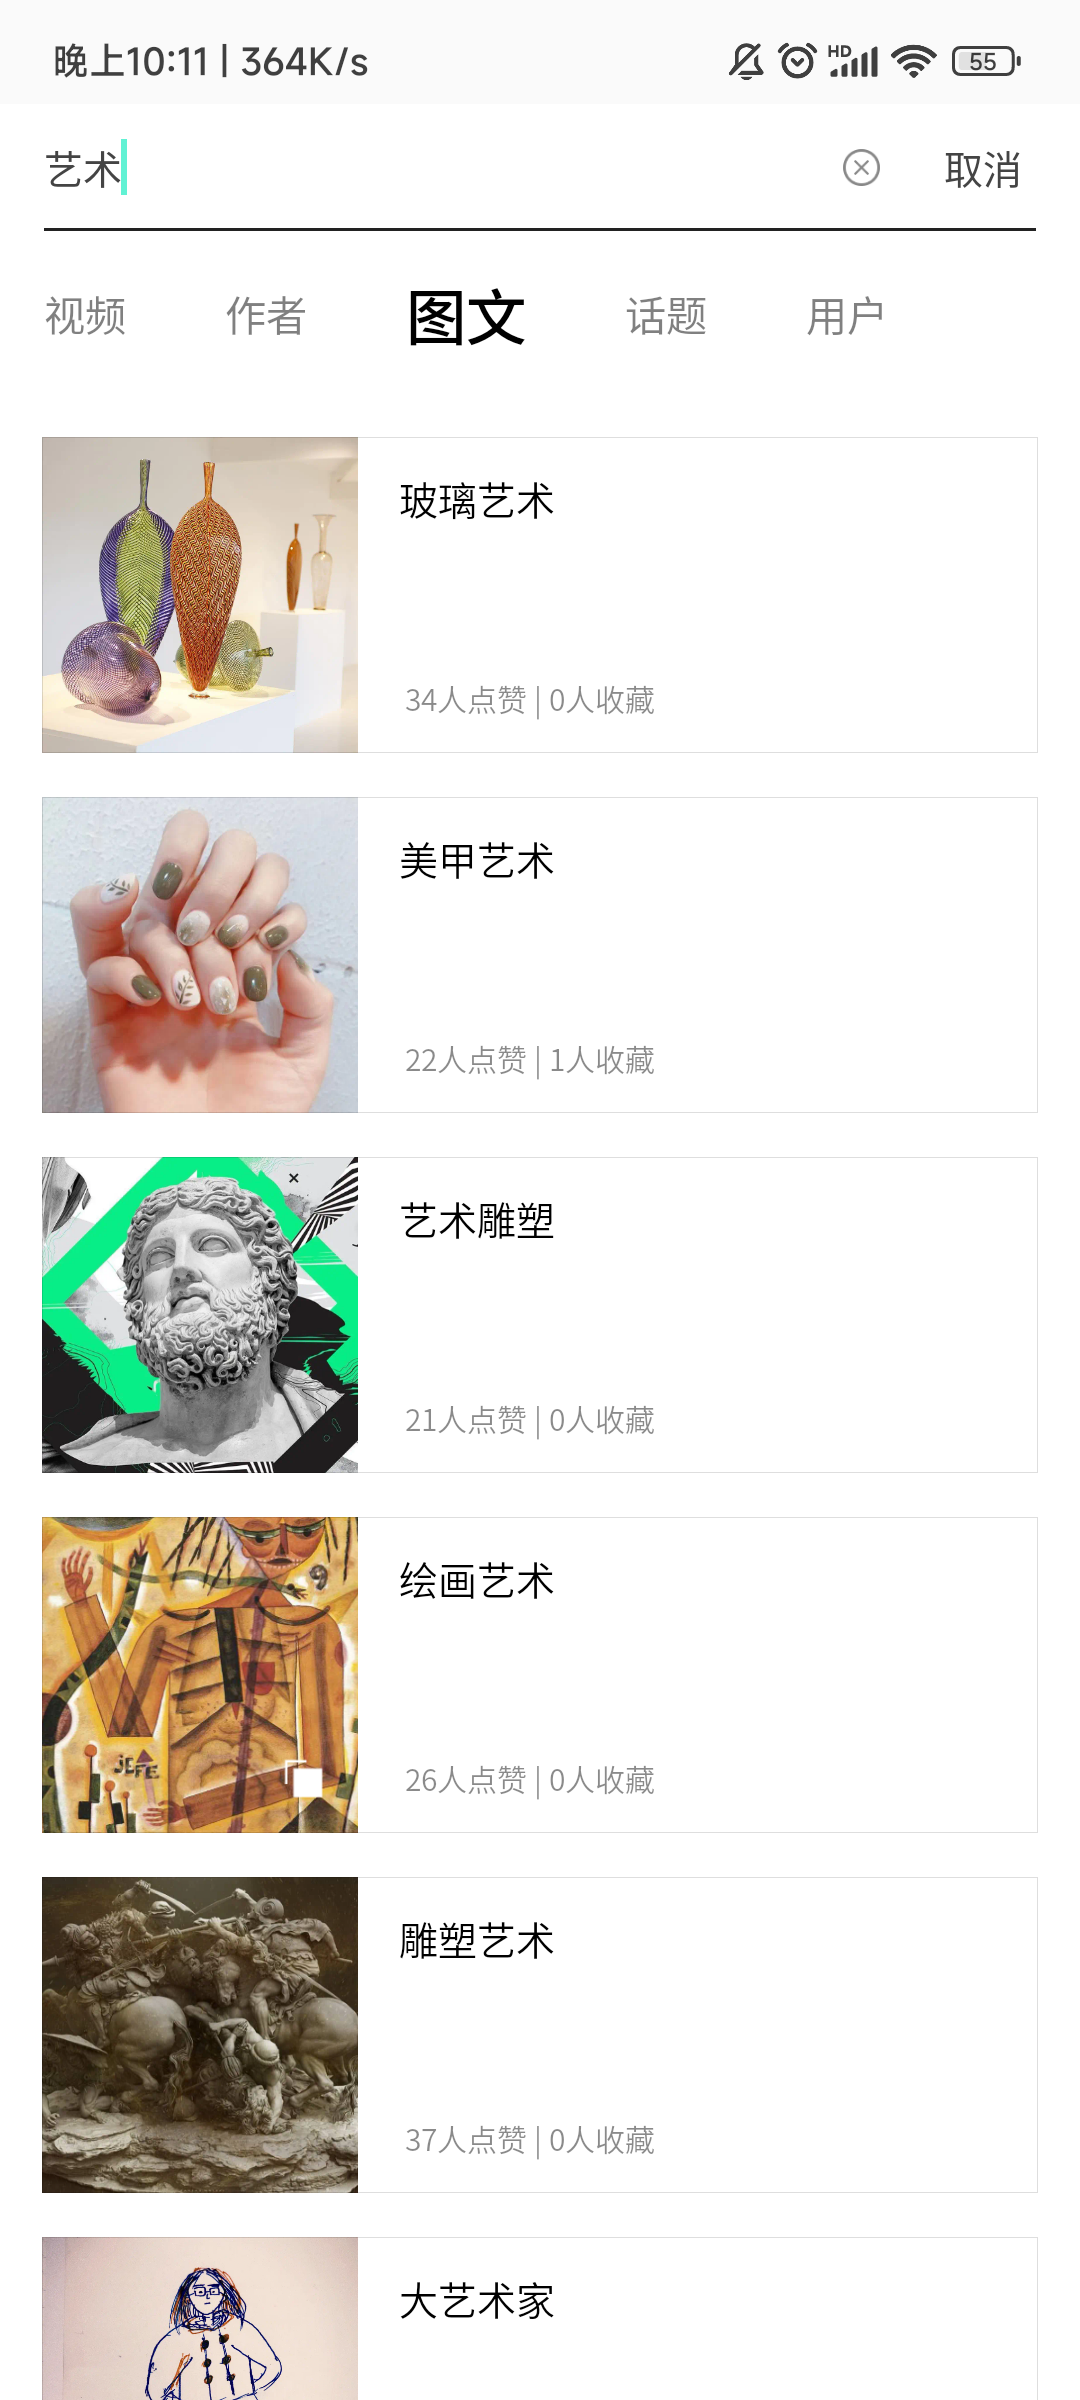 晚上10:11 | 364K/s
HD
55
艺术
取消
视频 作者 图文 话题 用户
玻璃艺术
34人点赞 | 0人收藏
美甲艺术
22人点赞 | 1人收藏
艺术雕塑
21人点赞 | 0人收藏
绘画艺术
26人点赞 | 0人收藏
雕塑艺术
37人点赞 | 0人收藏
大艺术家